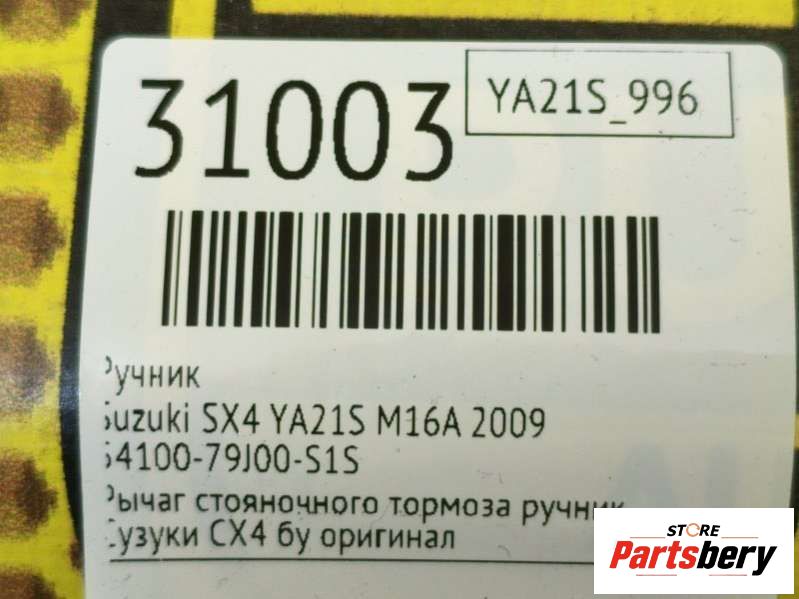 31003
YA21S_996
Ручник
Suzuki SX4 YA21S M16A 2009
54100-79J00-S1S
Рычаг стояночного тормоза ручник
Сузуки СХ4 бу оригинал
STORE
Partsbery